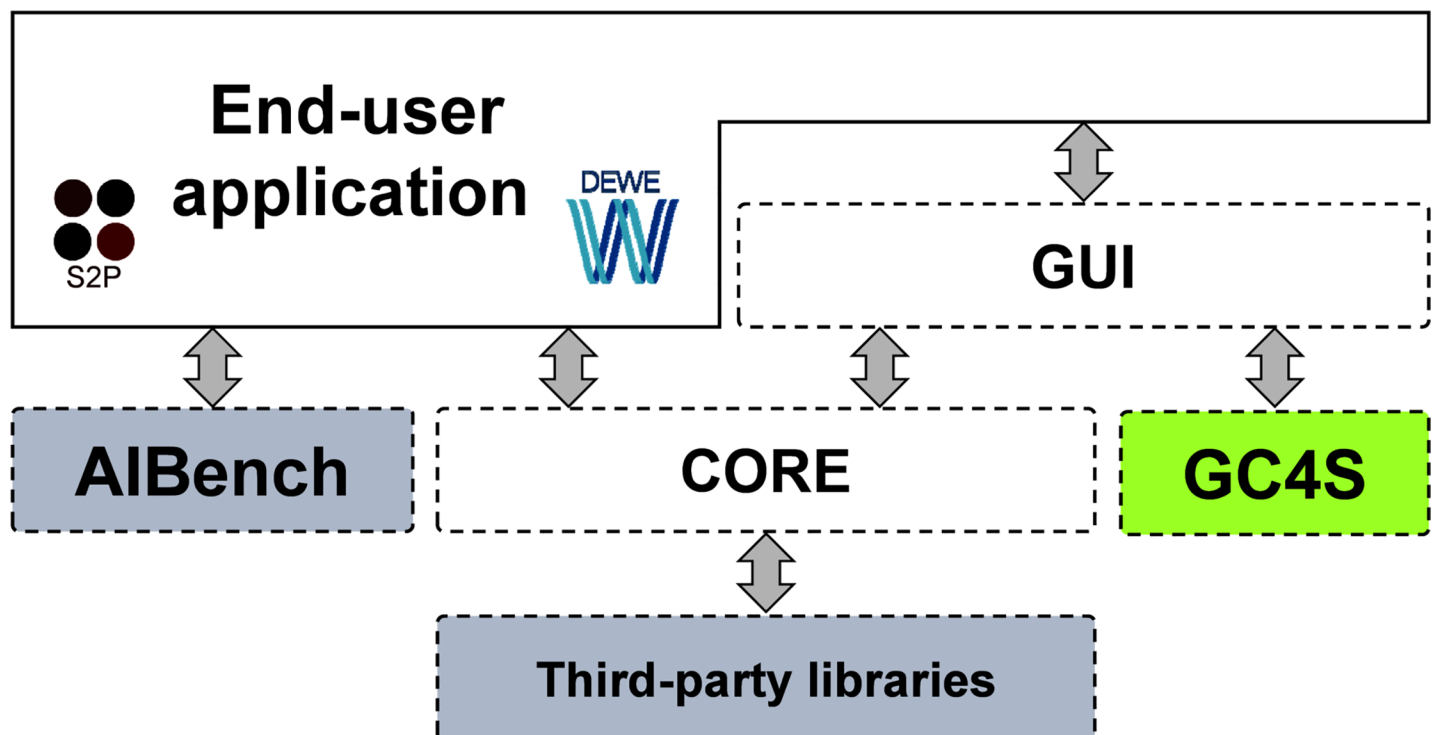 End-user
application
S2P
DEWE
GUI
AIBench
CORE
GC4S
Third-party libraries